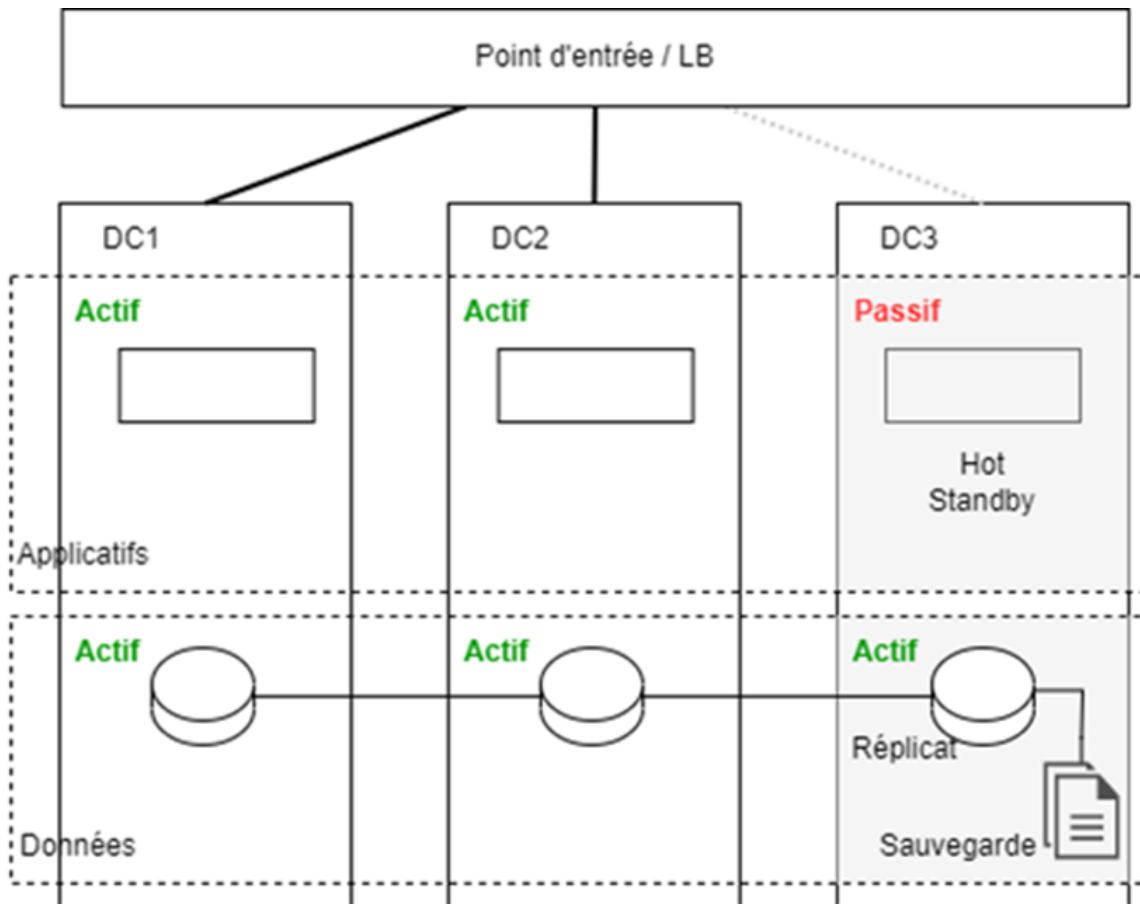 Point d'entrée / LB
DC1
DC2
DC3
Actif
Actif
Passif
Hot
Standby
Applicatifs
Actif
Actif
Actif
Réplicat
Données
Sauvegarde